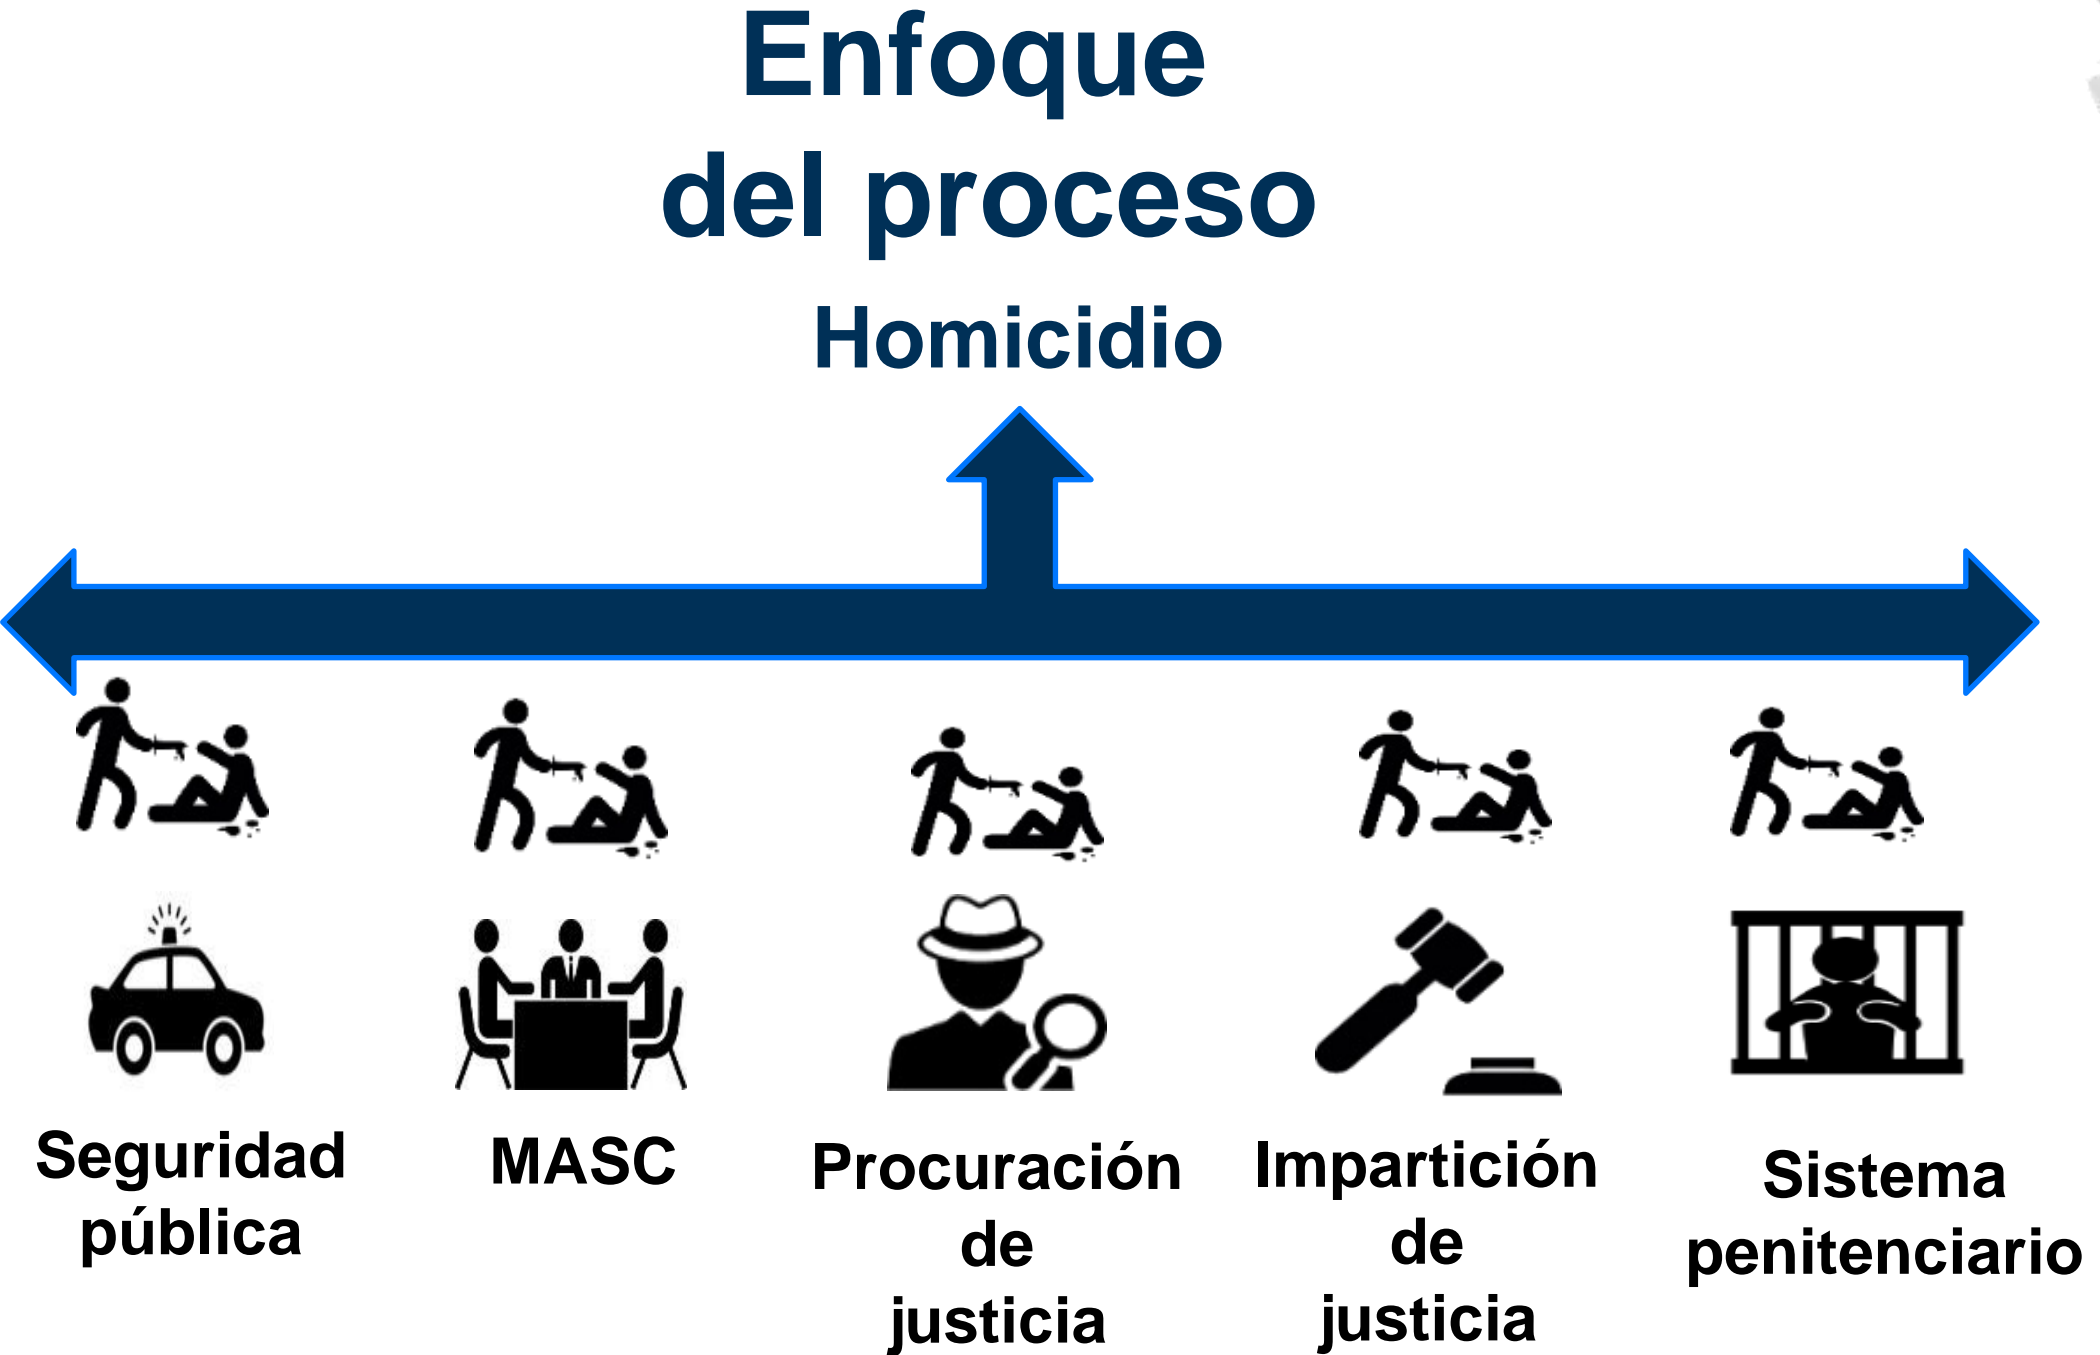 Enfoque
del proceso
Homicidio
Seguridad
pública
MASC
Procuración
de
justicia
Impartición
de
justicia
Sistema
penitenciario